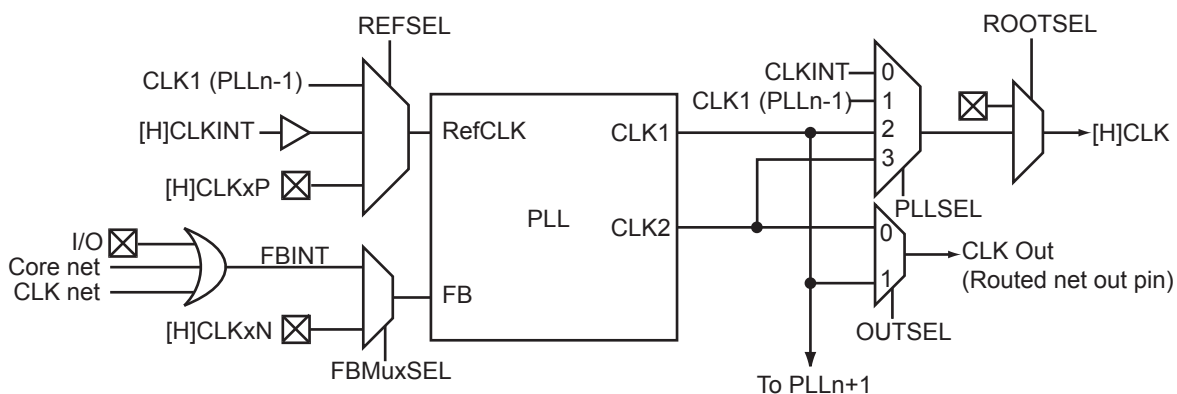 REFSEL
ROOTSEL
CLK1 (PLLn-1)
[H]CLKINT
[H]CLKxP
RefCLK
CLK1
PLL
CLK2
FB
CLKINT
CLK1 (PLLn-1)
0
1
2
3
[H]CLK
PLLSEL
I/O
Core net
CLK net
FBINT
[H]CLKxN
FBMuxSEL
0
1
CLK Out
(Routed net out pin)
OUTSEL
To PLLn+1